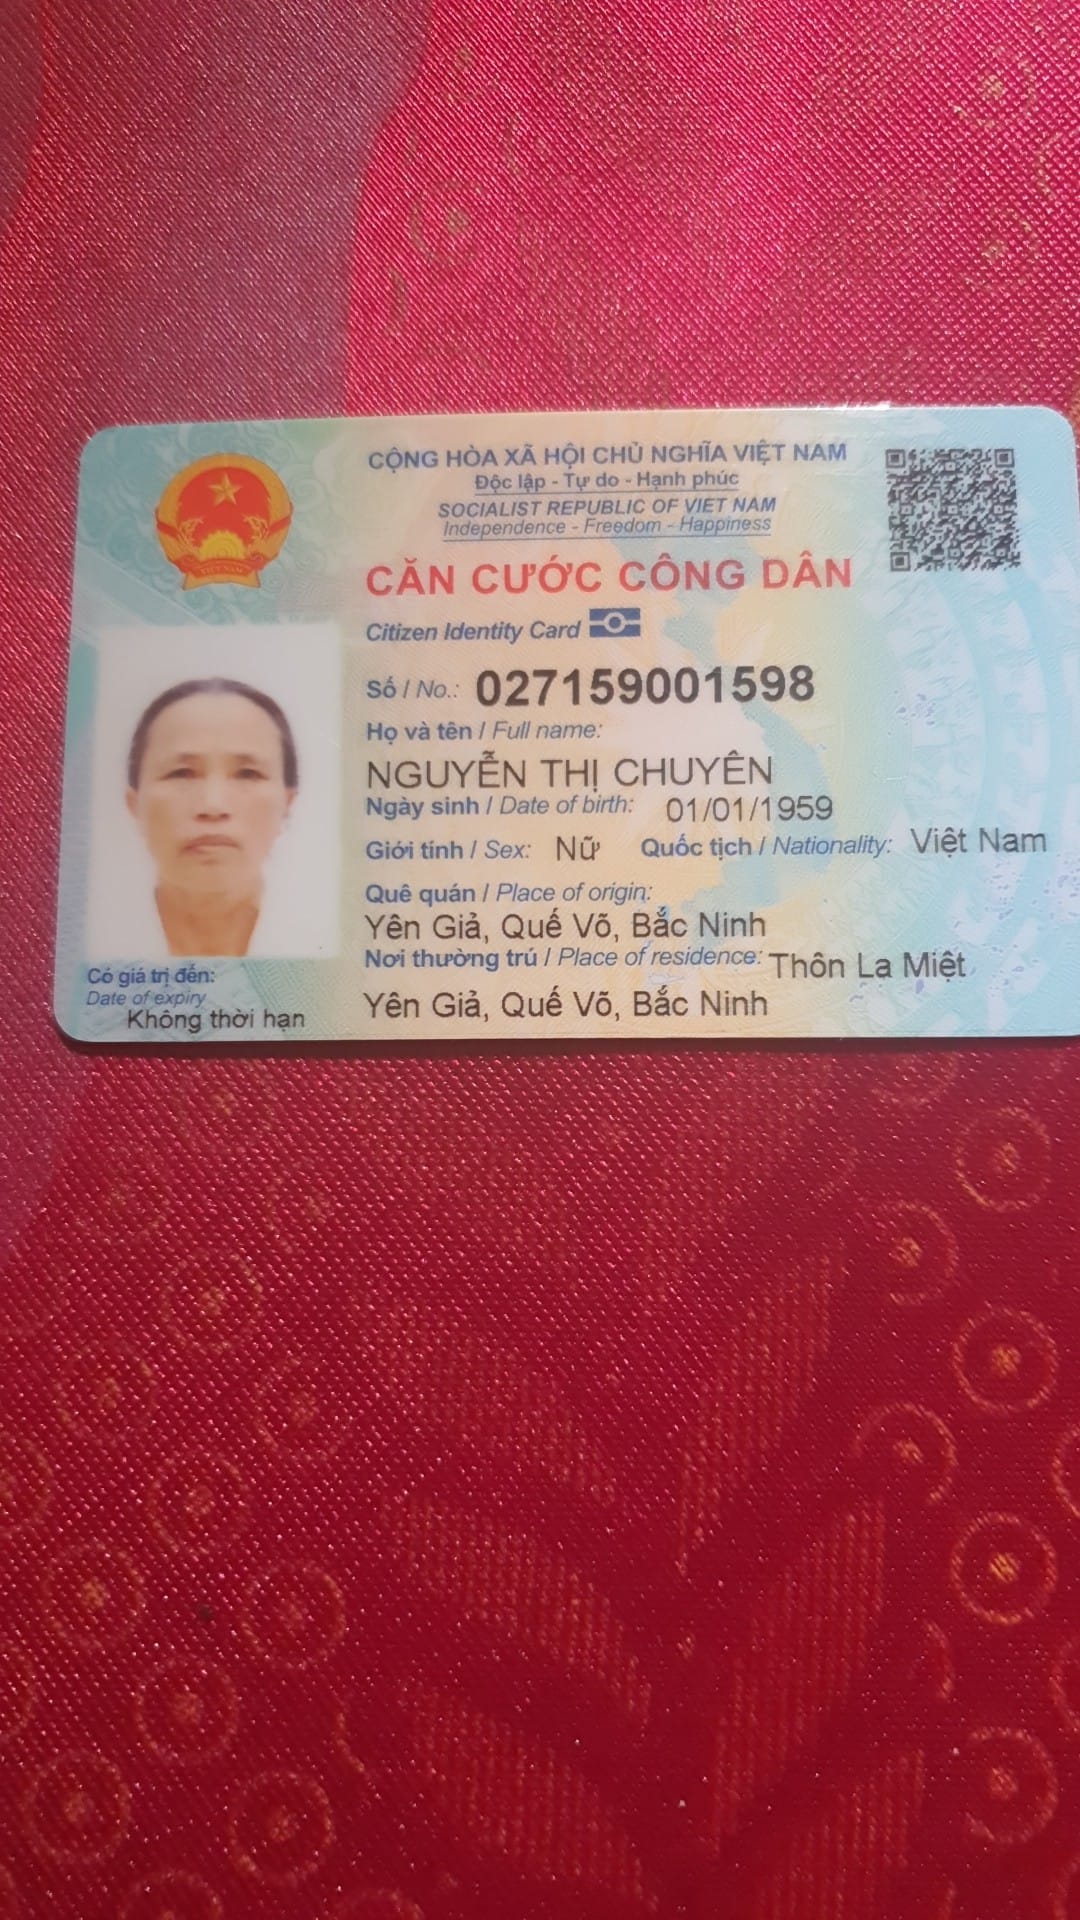 CỘNG HÒA XÃ HỘI CHỦ NGHĨA VIỆT NAM
Độc lập - Tự do - Hạnh phúc
SOCIALIST REPUBLIC OF VIET NAM
Independence - Freedom - Happiness
CĂN CƯỚC CÔNG DÂN
Citizen Identity Card
Số / No.: 027159001598
Họ và tên / Full name:
NGUYỄN THỊ CHUYÊN
Ngày sinh / Date of birth: 01/01/1959
Giới tính / Sex: Nữ Quốc tịch / Nationality: Việt Nam
Quê quán / Place of origin:
Yên Giả, Quế Võ, Bắc Ninh
Nơi thường trú / Place of residence: Thôn La Miệt
Yên Giả, Quế Võ, Bắc Ninh
Có giá trị đến:
Date of expiry
Không thời hạn
VIỆT NAM